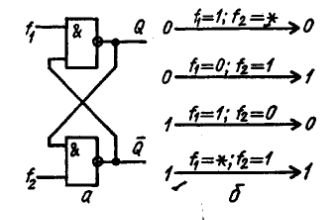 f₁ & Q
& Q̄
f₂ а
0 f₁=1; f₂=* 0
0 f₁=0; f₂=1 1
1 f₁=1; f₂=0 0
1 f₁=*; f₂=1 1
б